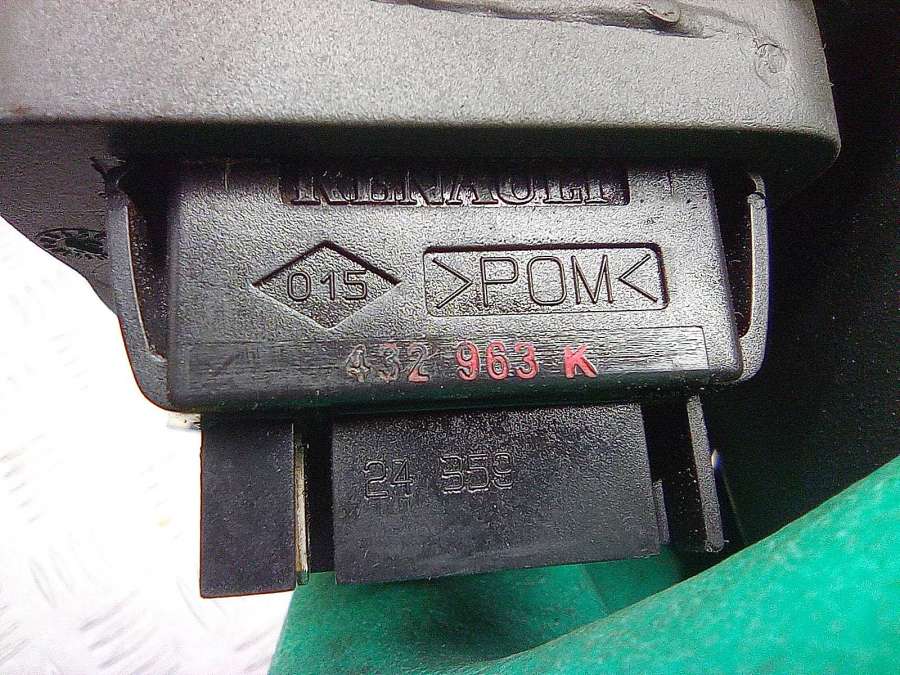 RENAULT
015 >POM<
432 963 K
24 859